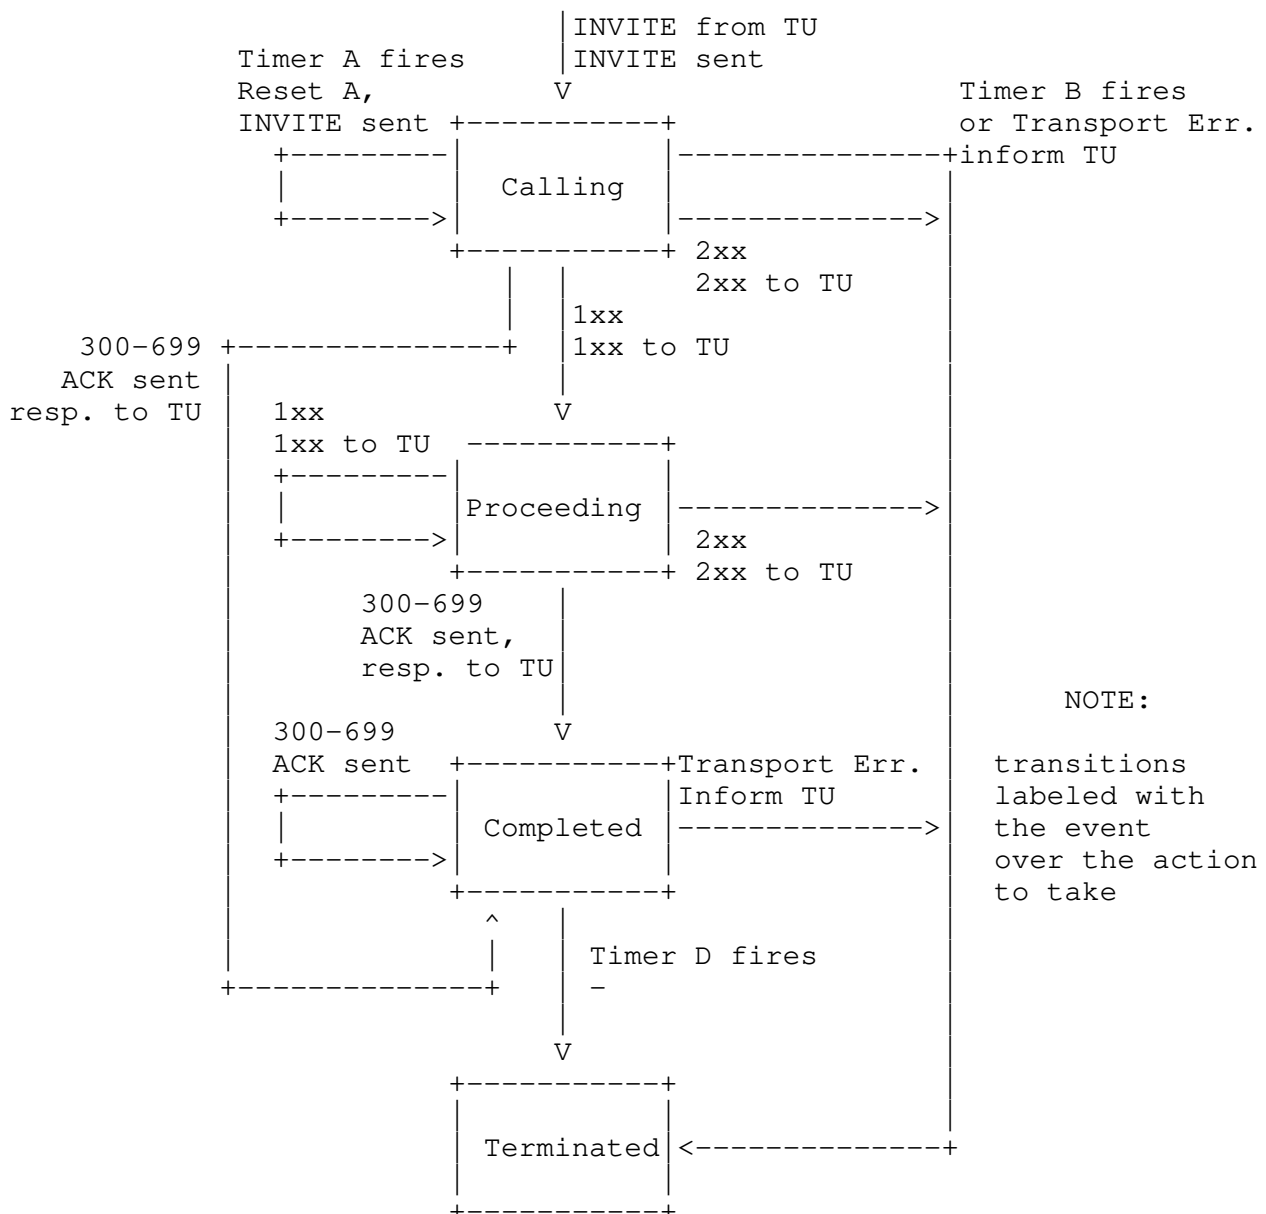 INVITE from TU
Timer A fires INVITE sent
Reset A, Timer B fires
INVITE sent or Transport Err.
inform TU
Calling
2xx
2xx to TU
1xx
300-699 1xx to TU
ACK sent
resp. to TU 1xx
1xx to TU
Proceeding
2xx
2xx to TU
300-699
ACK sent,
resp. to TU
NOTE:
300-699
ACK sent Transport Err. transitions
Inform TU labeled with
Completed the event
over the action
to take
Timer D fires
-
Terminated